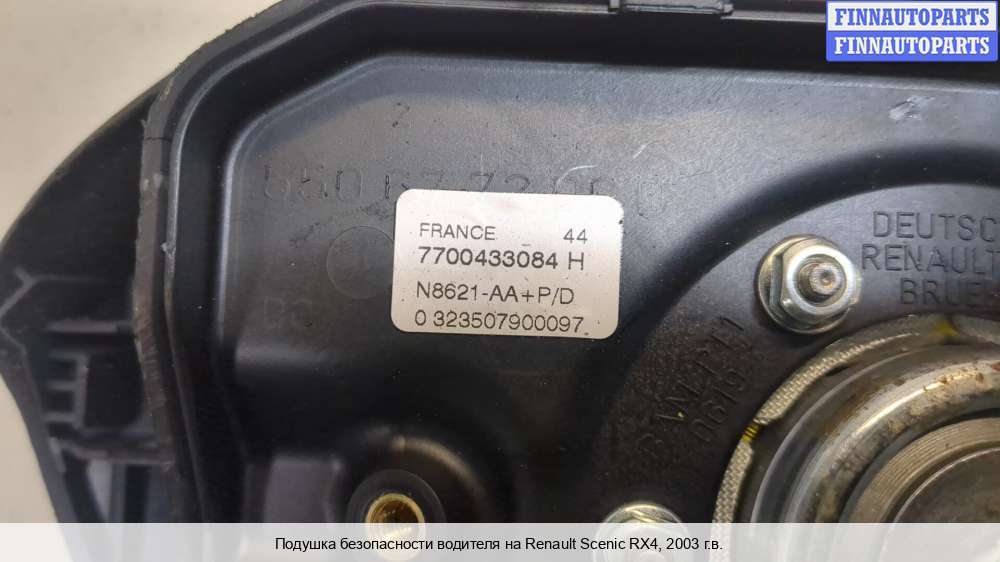 FINNAUTOPARTS
FINNAUTOPARTS
FRANCE 44
7700433084 H
N8621-AA+P/D
0 323507900097
DEUTSC
RENAULT
BRUE
Подушка безопасности водителя на Renault Scenic RX4, 2003 г.в.